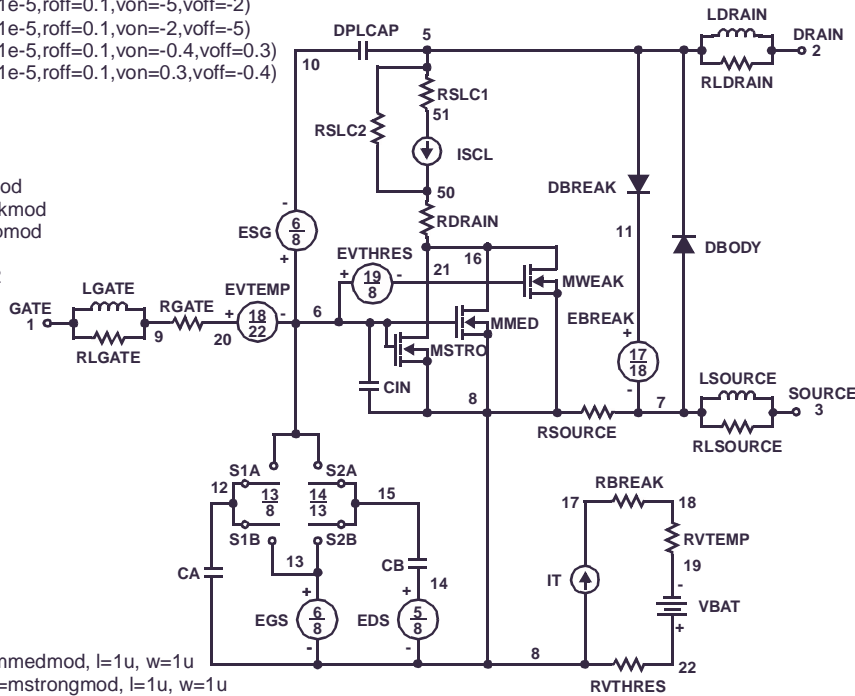 1e-5,roff=0.1,von=-5,voff=-2)
1e-5,roff=0.1,von=-2,voff=-5)
1e-5,roff=0.1,von=-0.4,voff=0.3)
1e-5,roff=0.1,von=0.3,voff=-0.4)
od
kmod
omod
LDRAIN
DPLCAP
5
DRAIN
2
10
RLDRAIN
RSLC1
51
RSLC2
ISCL
50
DBREAK
RDRAIN
ESG
6
8
-
+
11
DBODY
EVTHRES
16
21
+
19
8
-
MWEAK
LGATE
EVTEMP
GATE
1
RGATE
+
18
22
-
6
MMED
EBREAK
+
17
18
-
9
20
MSTRO
RLGATE
LSOURCE
CIN
8
7
SOURCE
3
RSOURCE
RLSOURCE
S1A
S2A
12
13
8
14
13
15
S1B
S2B
13
RBREAK
17
18
RVTEMP
CA
CB
19
14
IT
-
VBAT
+
+
EGS
6
8
-
+
EDS
5
8
-
8
22
RVTHRES
mmedmod, l=1u, w=1u
=mstrongmod, l=1u, w=1u